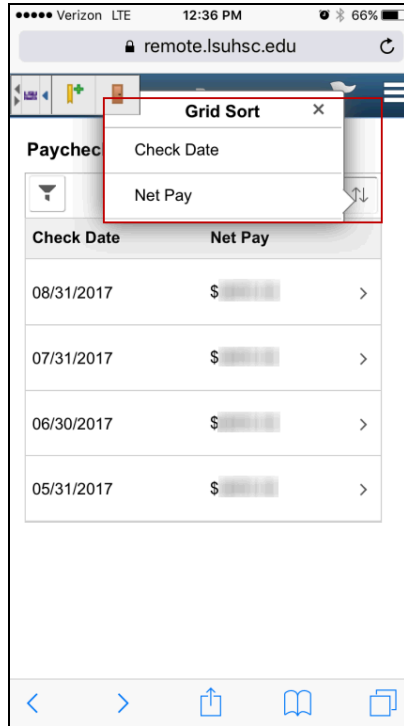 Verizon LTE 12:36 PM 66%
remote.lsuhsc.edu
Grid Sort ×
Paychec
Check Date
Net Pay
Check Date Net Pay
08/31/2017 $
07/31/2017 $
06/30/2017 $
05/31/2017 $